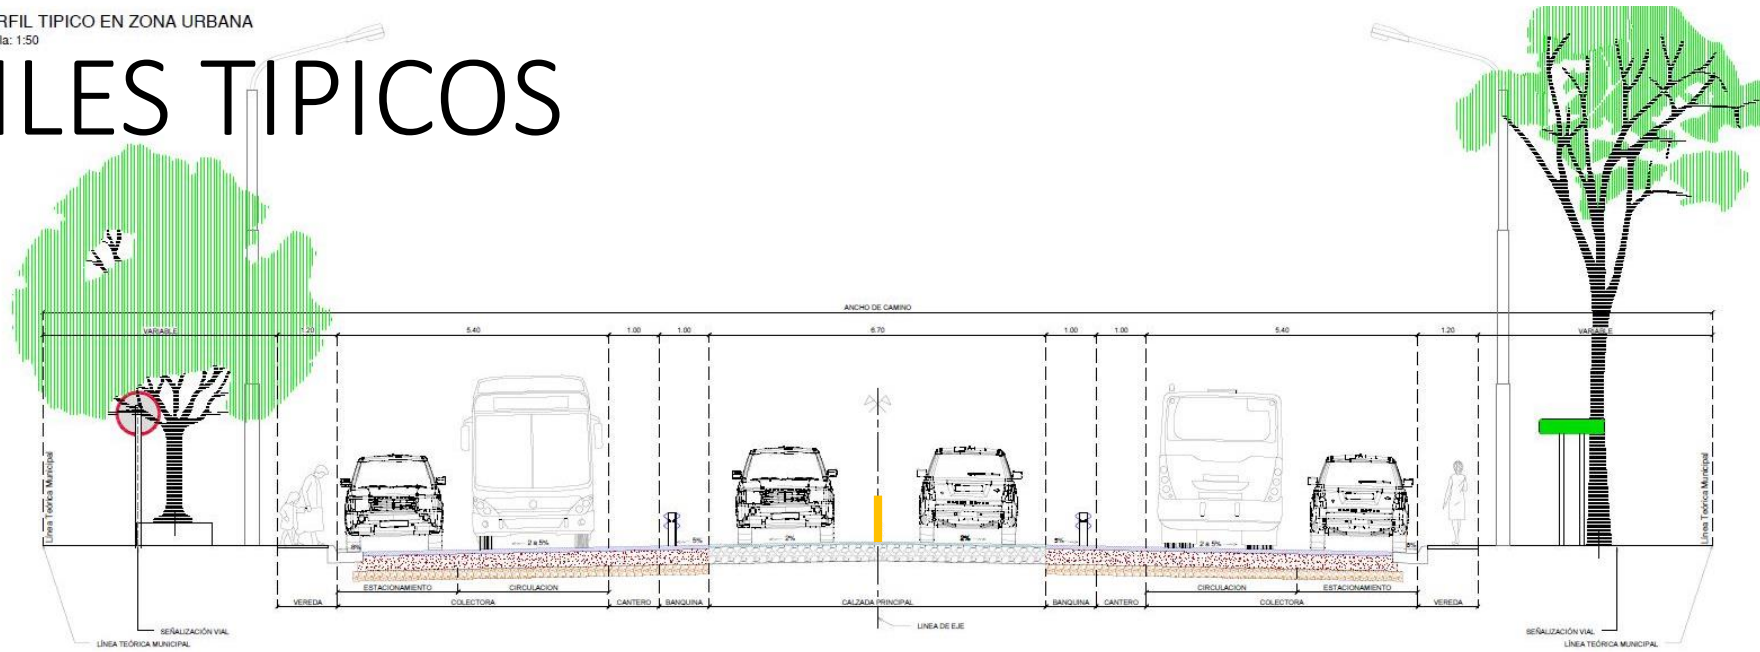 RFIL TIPICO EN ZONA URBANA
la: 1:50
ILES TIPICOS
ANCHO DE CAMINO
VARIABLE 1.20 5.40 1.00 1.00 6.70 1.00 1.00 5.40 1.20 VARIABLE
Línea Teórica Municipal
Línea Teórica Municipal
8% 2 a 5% 5% 2% 2% 5% 2 a 5%
ESTACIONAMIENTO CIRCULACION CIRCULACION ESTACIONAMIENTO
VEREDA COLECTORA CANTERO BANQUINA CALZADA PRINCIPAL BANQUINA CANTERO COLECTORA VEREDA
LINEA DE EJE
SEÑALIZACIÓN VIAL SEÑALIZACIÓN VIAL
LÍNEA TEÓRICA MUNICIPAL LÍNEA TEÓRICA MUNICIPAL